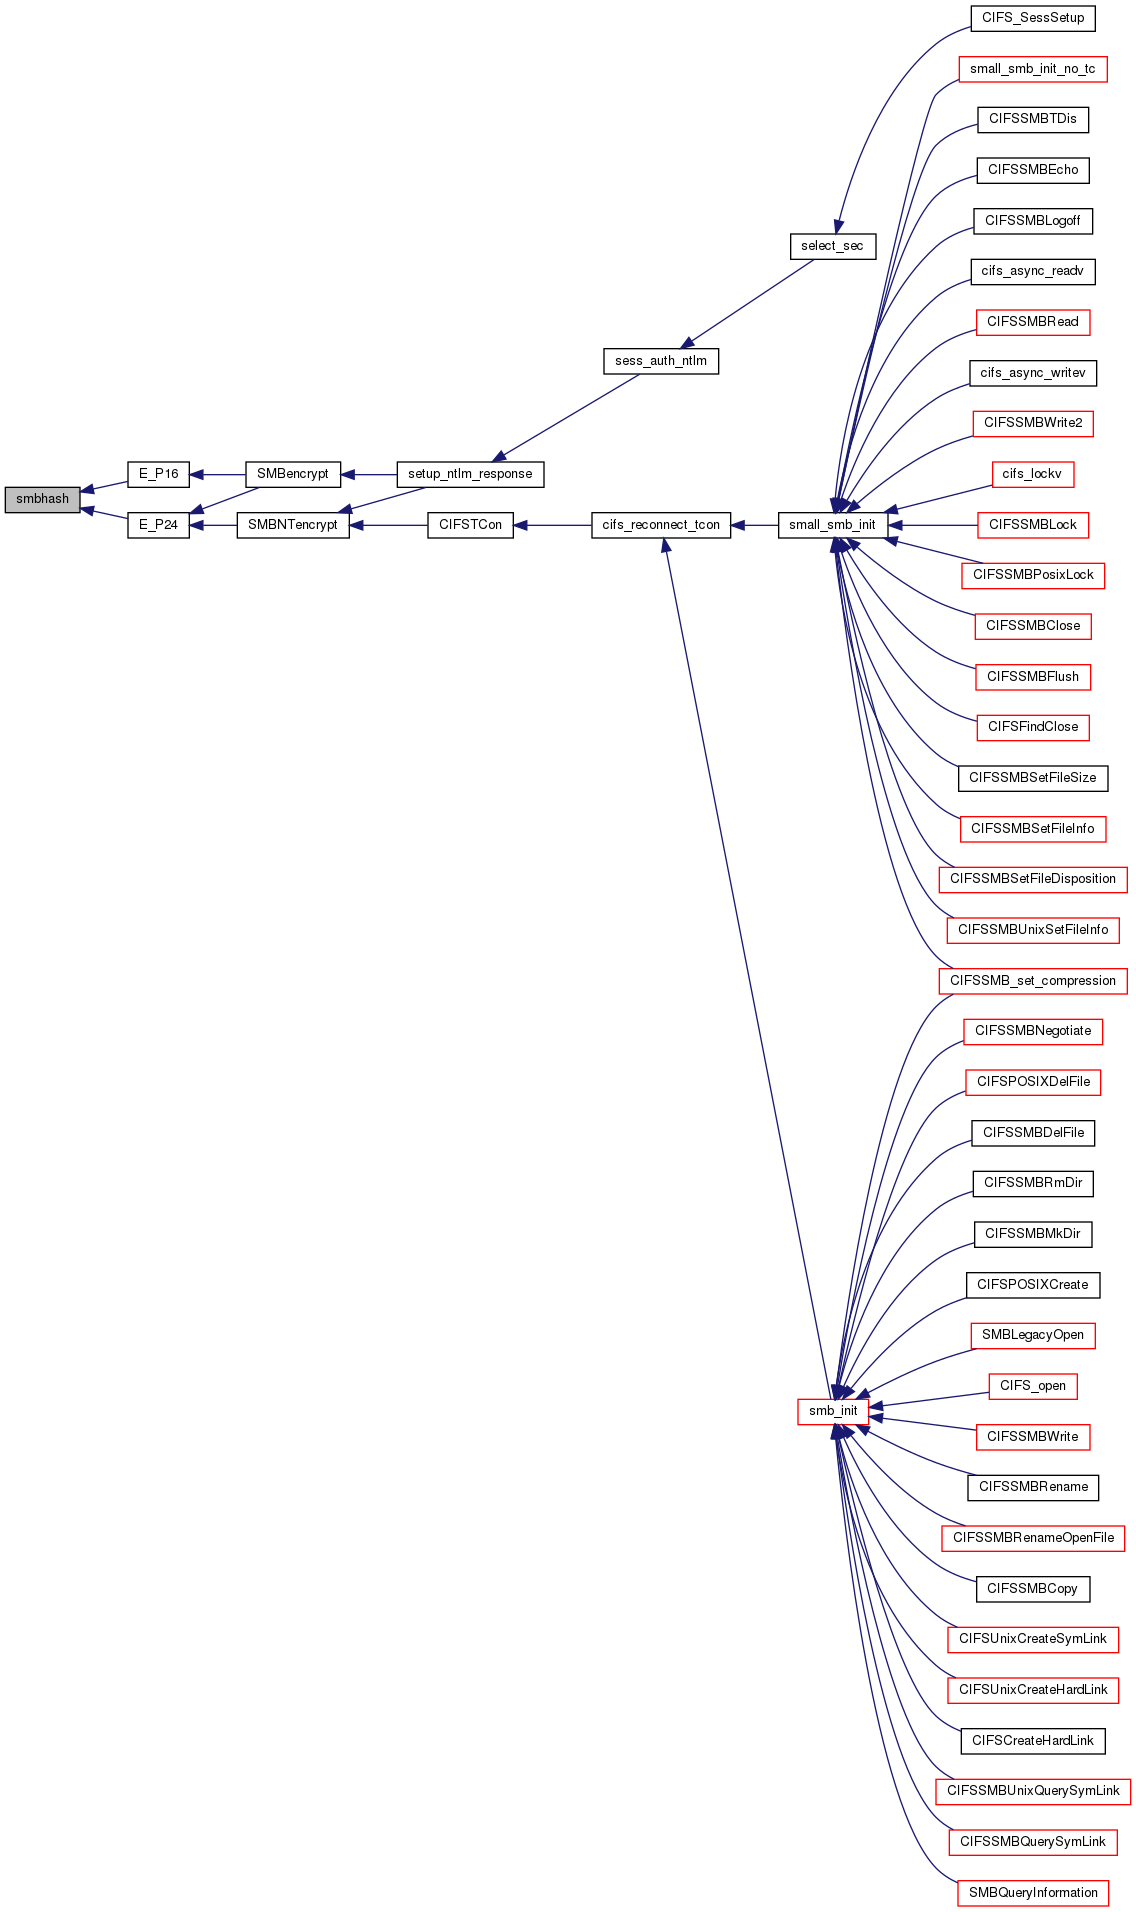 CIFS_SessSetup
small_smb_init_no_tc
CIFSSMBTDis
CIFSSMBEcho
CIFSSMBLogoff
select_sec
cifs_async_readv
CIFSSMBRead
sess_auth_ntlm
cifs_async_writev
CIFSSMBWrite2
E_P16
SMBencrypt
setup_ntlm_response
cifs_lockv
smbhash
E_P24
SMBNTencrypt
CIFSTCon
cifs_reconnect_tcon
small_smb_init
CIFSSMBLock
CIFSSMBPosixLock
CIFSSMBClose
CIFSSMBFlush
CIFSFindClose
CIFSSMBSetFileSize
CIFSSMBSetFileInfo
CIFSSMBSetFileDisposition
CIFSSMBUnixSetFileInfo
CIFSSMB_set_compression
CIFSSMBNegotiate
CIFSPOSIXDelFile
CIFSSMBDelFile
CIFSSMBRmDir
CIFSSMBMkDir
CIFSPOSIXCreate
SMBLegacyOpen
CIFS_open
smb_init
CIFSSMBWrite
CIFSSMBRename
CIFSSMBRenameOpenFile
CIFSSMBCopy
CIFSUnixCreateSymLink
CIFSUnixCreateHardLink
CIFSCreateHardLink
CIFSSMBUnixQuerySymLink
CIFSSMBQuerySymLink
SMBQueryInformation